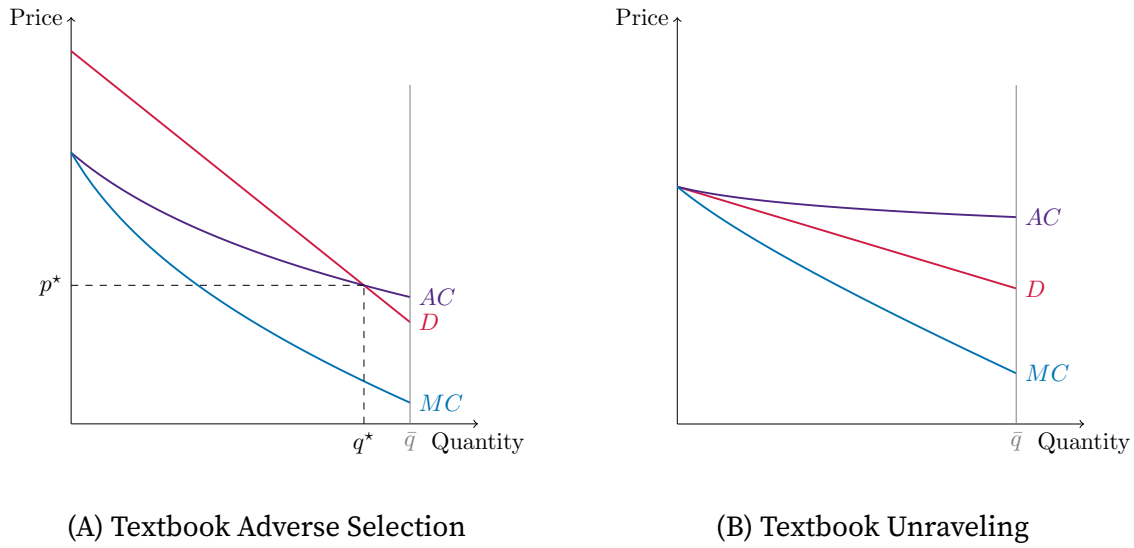 Price
p*
AC
D
MC
q*
q̄
Quantity
(A) Textbook Adverse Selection
Price
AC
D
MC
q̄
Quantity
(B) Textbook Unraveling